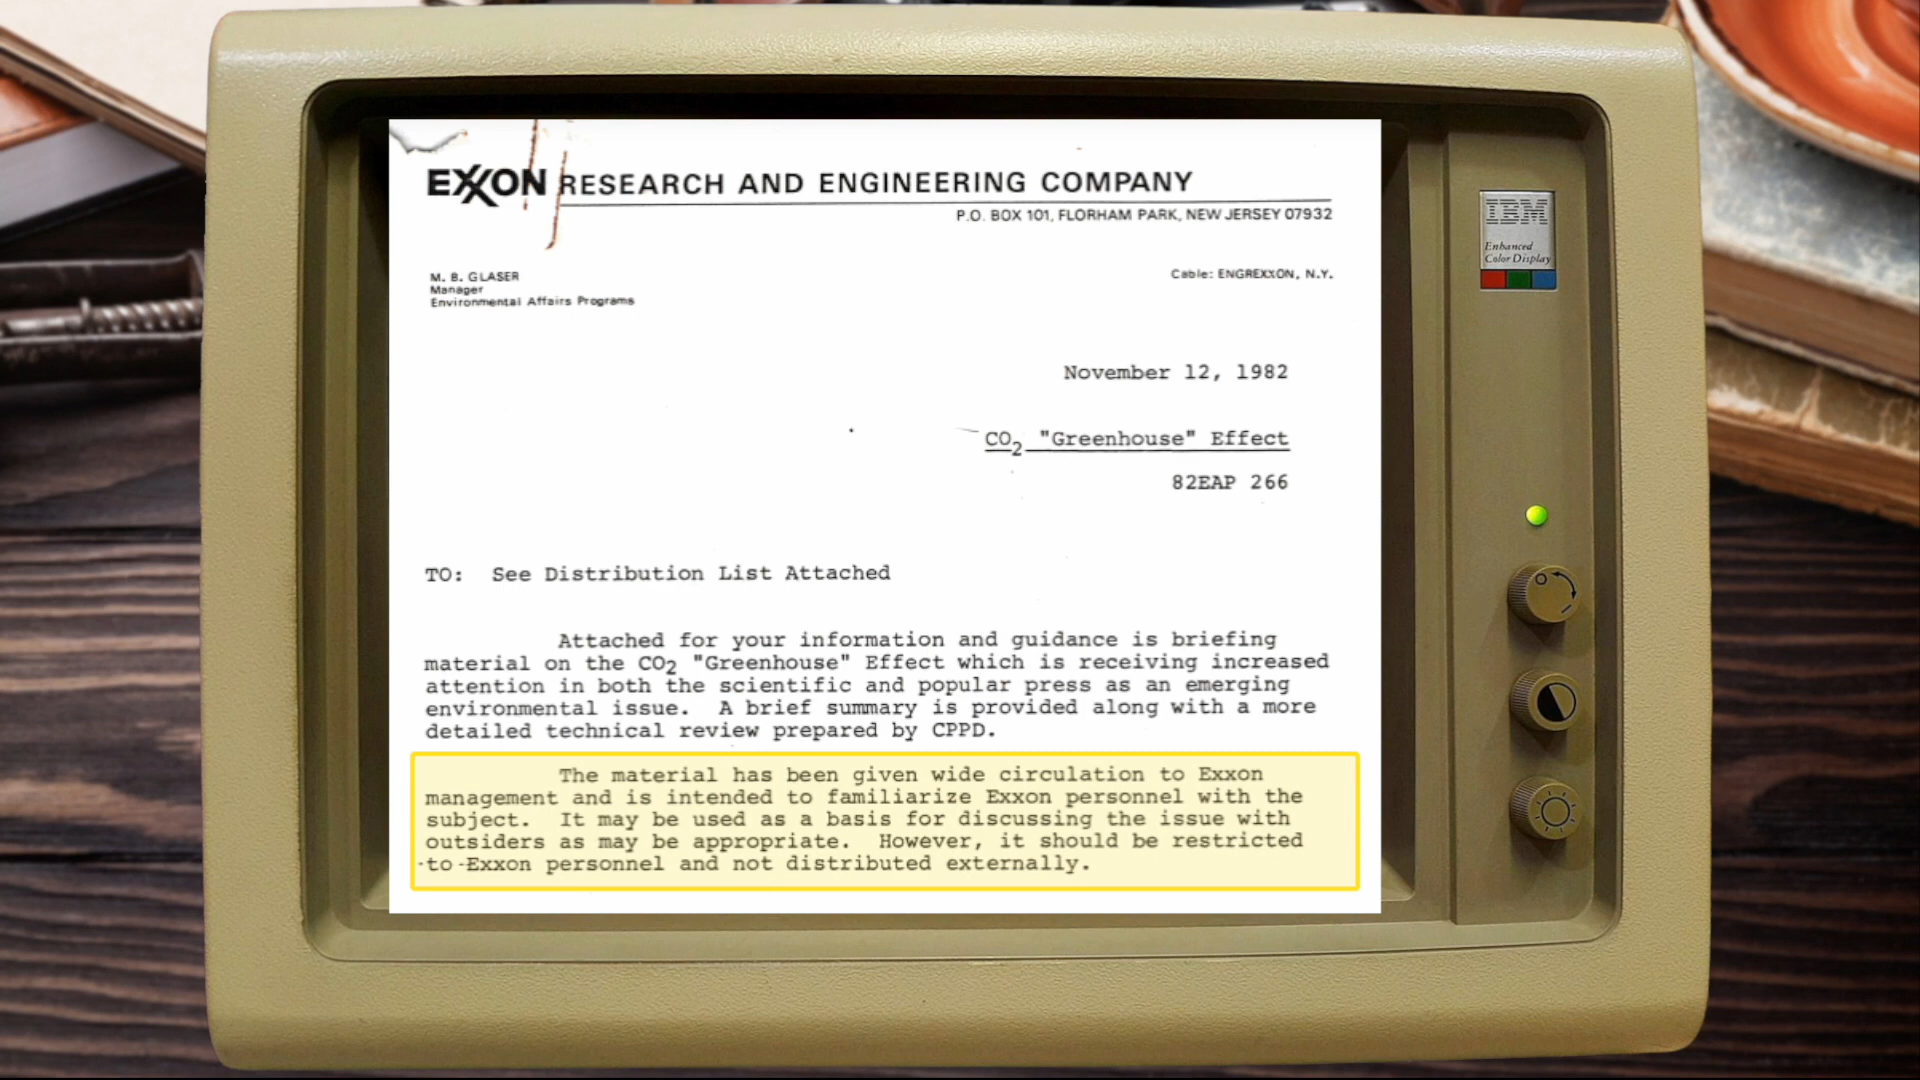 EXXON RESEARCH AND ENGINEERING COMPANY
P.O. BOX 101, FLORHAM PARK, NEW JERSEY 07932
M. B. GLASER
Manager
Environmental Affairs Programs
Cable: ENGREXXON, N.Y.
November 12, 1982
CO2 "Greenhouse" Effect
82EAP 266
TO: See Distribution List Attached
Attached for your information and guidance is briefing
material on the CO2 "Greenhouse" Effect which is receiving increased
attention in both the scientific and popular press as an emerging
environmental issue. A brief summary is provided along with a more
detailed technical review prepared by CPPD.
The material has been given wide circulation to Exxon
management and is intended to familiarize Exxon personnel with the
subject. It may be used as a basis for discussing the issue with
outsiders as may be appropriate. However, it should be restricted
to Exxon personnel and not distributed externally.
IBM
Enhanced
Color Display